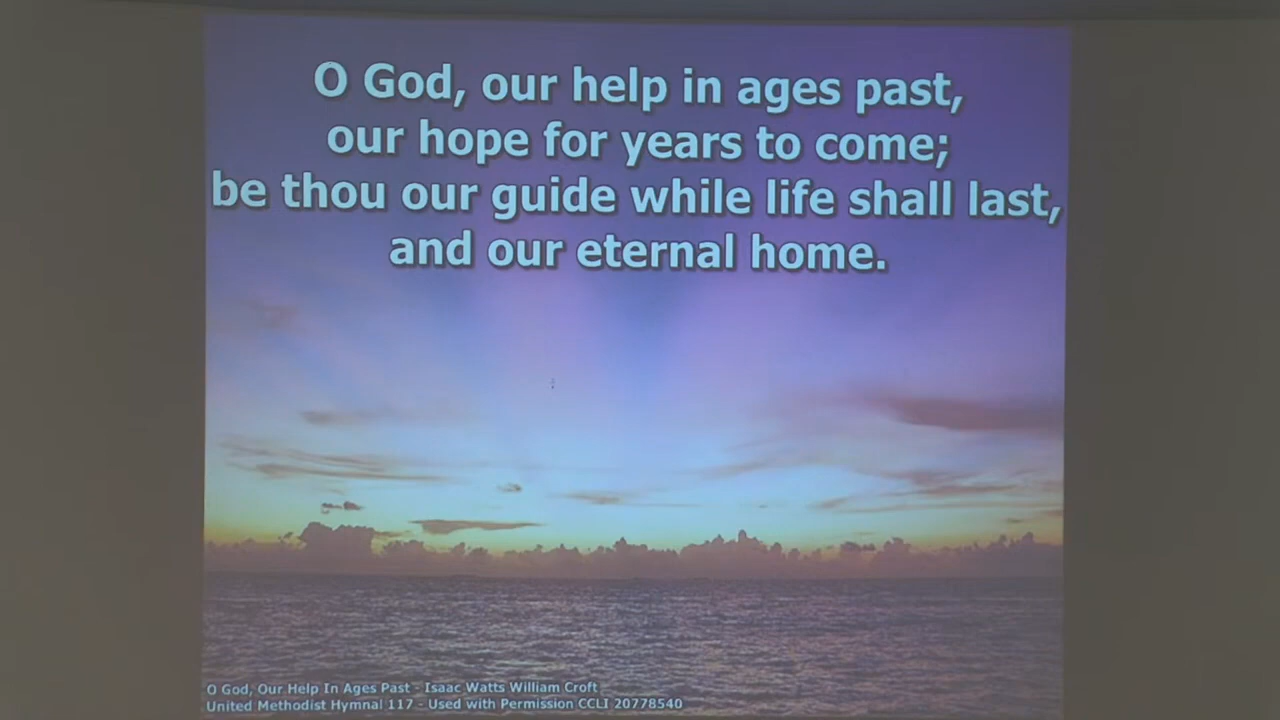 O God, our help in ages past,
our hope for years to come;
be thou our guide while life shall last,
and our eternal home.
O God, Our Help In Ages Past - Isaac Watts William Croft
United Methodist Hymnal 117 - Used with Permission CCLI 20778540